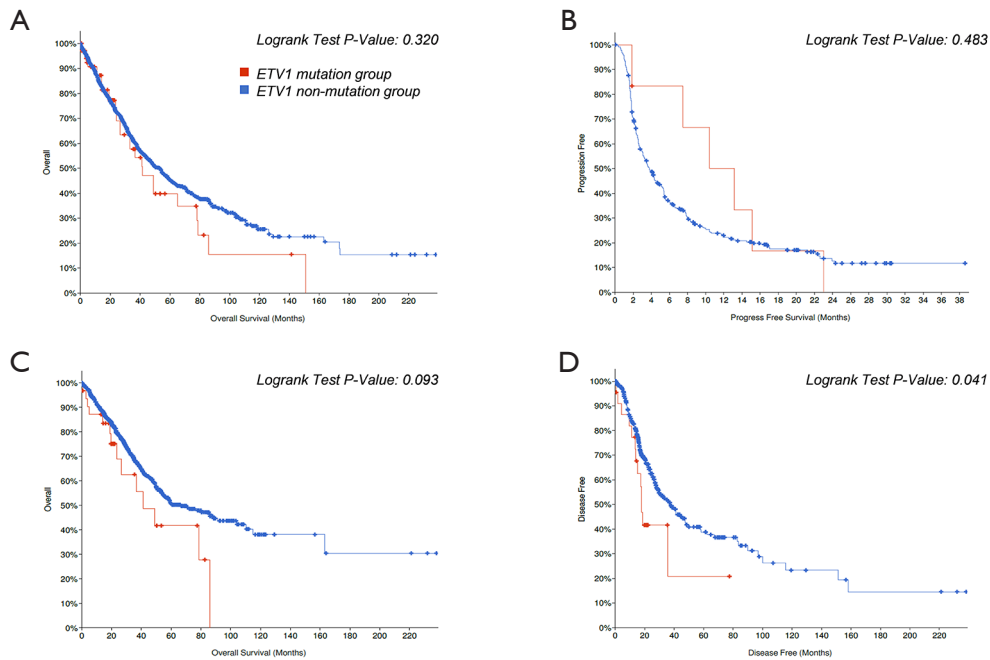 A
Logrank Test P-Value: 0.320
ETV1 mutation group
ETV1 non-mutation group
100%
90%
80%
70%
60%
50%
40%
30%
20%
10%
0%
Overall
0 20 40 60 80 100 120 140 160 180 200 220
Overall Survival (Months)
B
Logrank Test P-Value: 0.483
100%
90%
80%
70%
60%
50%
40%
30%
20%
10%
0%
Progression Free
0 2 4 6 8 10 12 14 16 18 20 22 24 26 28 30 32 34 36 38
Progress Free Survival (Months)
C
Logrank Test P-Value: 0.093
100%
90%
80%
70%
60%
50%
40%
30%
20%
10%
0%
Overall
0 20 40 60 80 100 120 140 160 180 200 220
Overall Survival (Months)
D
Logrank Test P-Value: 0.041
100%
90%
80%
70%
60%
50%
40%
30%
20%
10%
0%
Disease Free
0 20 40 60 80 100 120 140 160 180 200 220
Disease Free (Months)